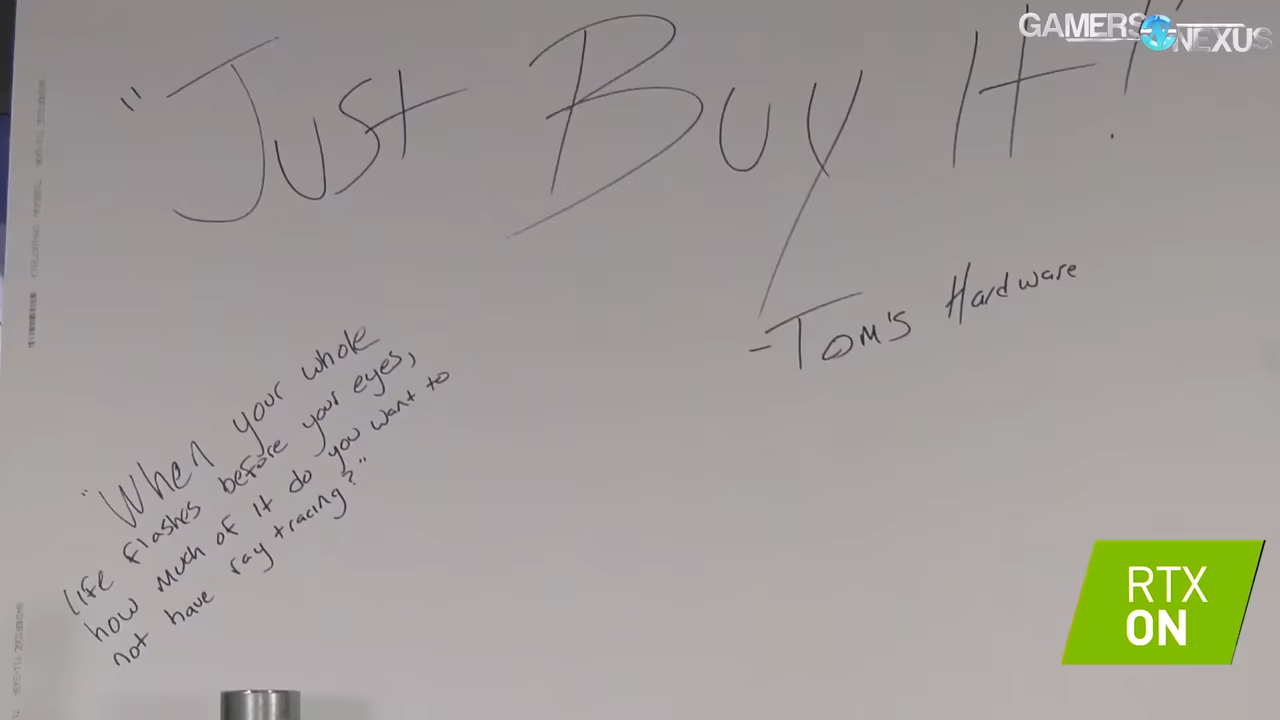 GAMERS NEXUS
"Just Buy It!"
-Tom's Hardware
"When your whole
life flashes before your eyes,
how much of it do you want to
not have ray tracing?"
RTX
ON